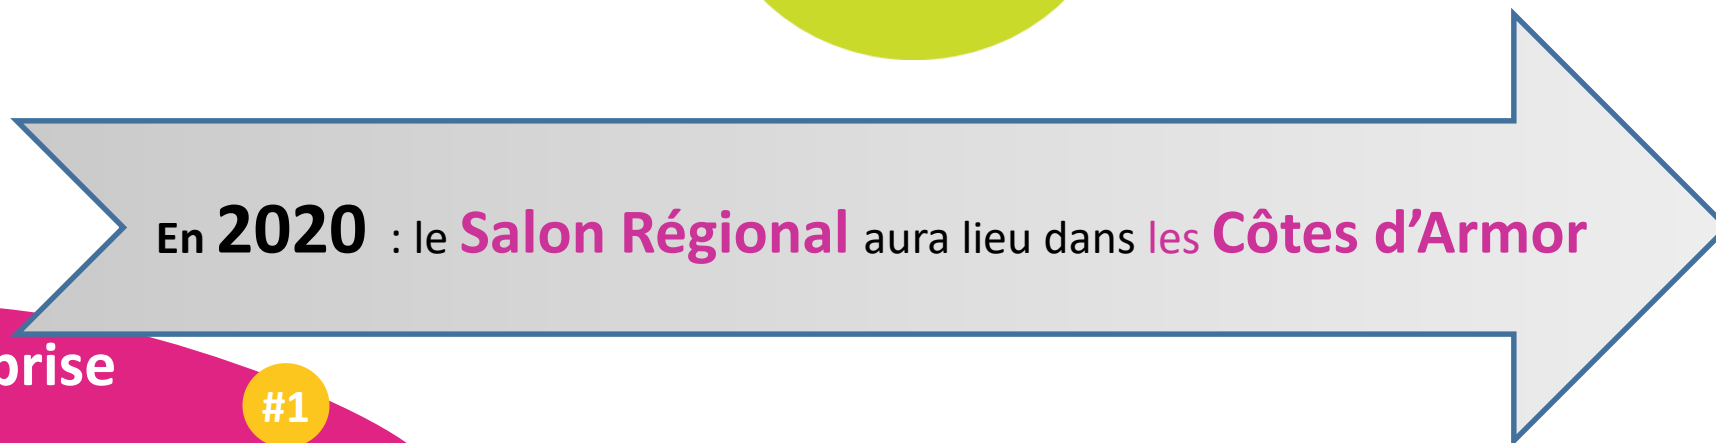 En 2020 : le Salon Régional aura lieu dans les Côtes d’Armor
prise
#1